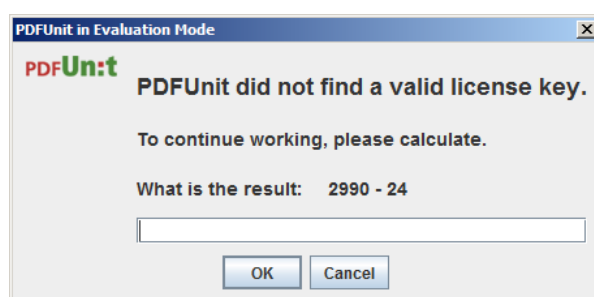 PDFUnit in Evaluation Mode
PDFUn:t
PDFUnit did not find a valid license key.
To continue working, please calculate.
What is the result: 2990 - 24
OK Cancel